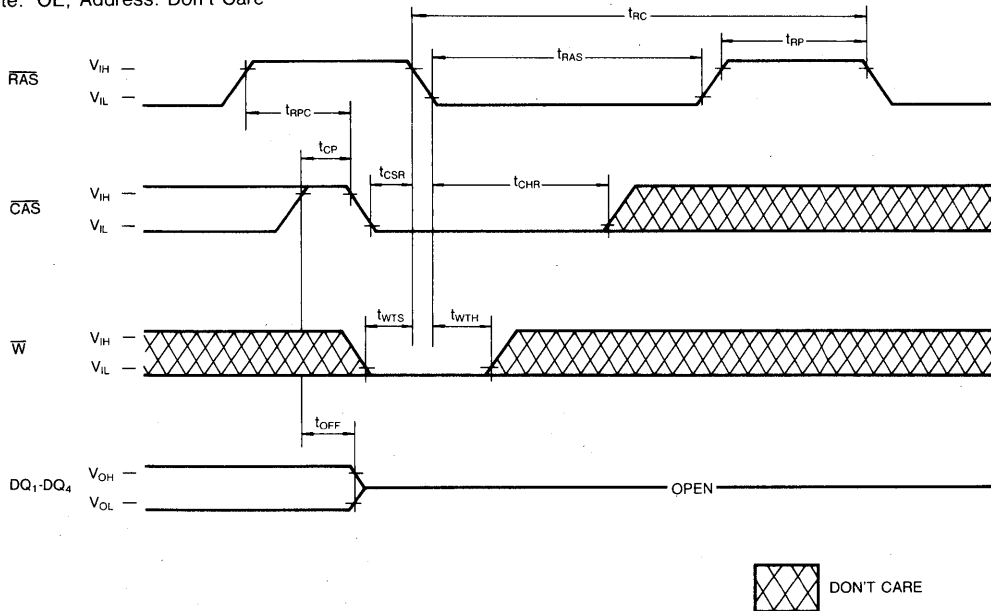 te: OE, Address: Don't Care
tRC
tRAS
tRP
RAS
VIH
VIL
tRPC
tCP
tCSR
tCHR
CAS
VIH
VIL
tWTS
tWTH
W
VIH
VIL
tOFF
DQ1-DQ4
VOH
VOL
OPEN
DON'T CARE